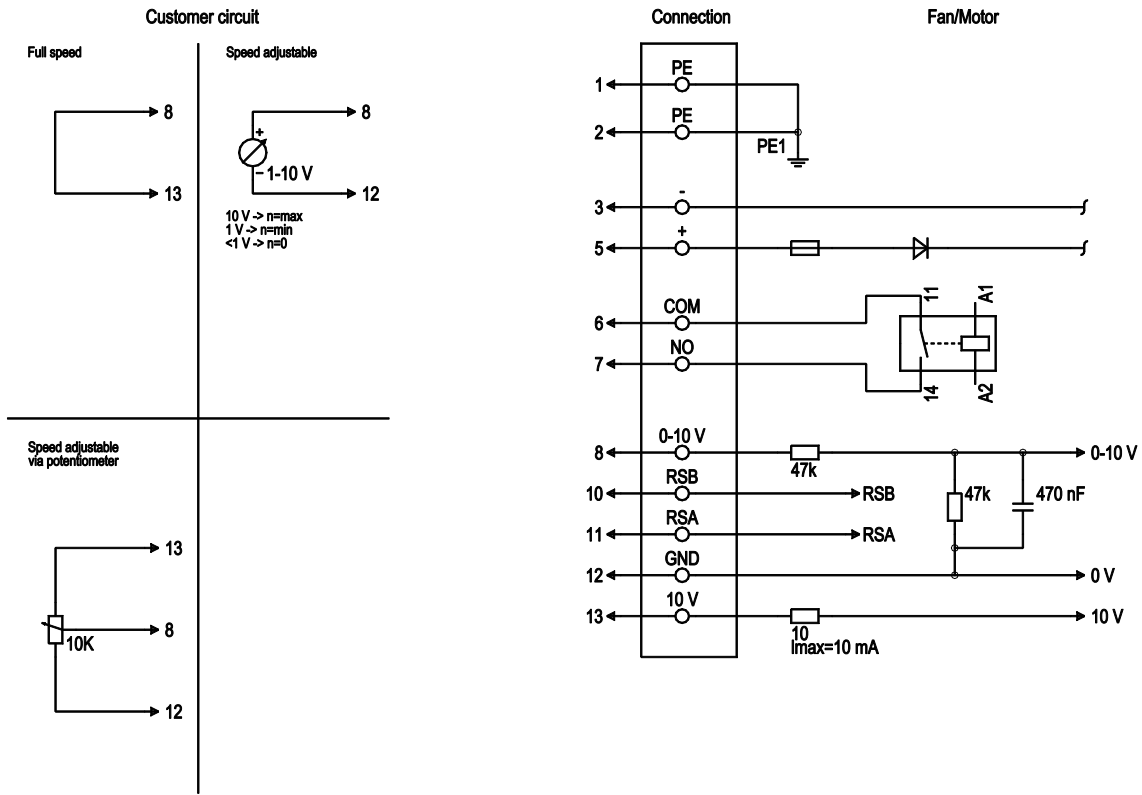 Customer circuit
Connection
Fan/Motor
Full speed
8
13
Speed adjustable
8
+
−
1-10 V
12
10 V -> n=max
1 V -> n=min
<1 V -> n=0
Speed adjustable
via potentiometer
13
8
10K
12
1
PE
2
PE
PE1
3
-
5
+
6
COM
7
NO
11
14
A1
A2
8
0-10 V
47k
0-10 V
10
RSB
RSB
47k
470 nF
11
RSA
RSA
12
GND
0 V
13
10 V
10
Imax=10 mA
10 V